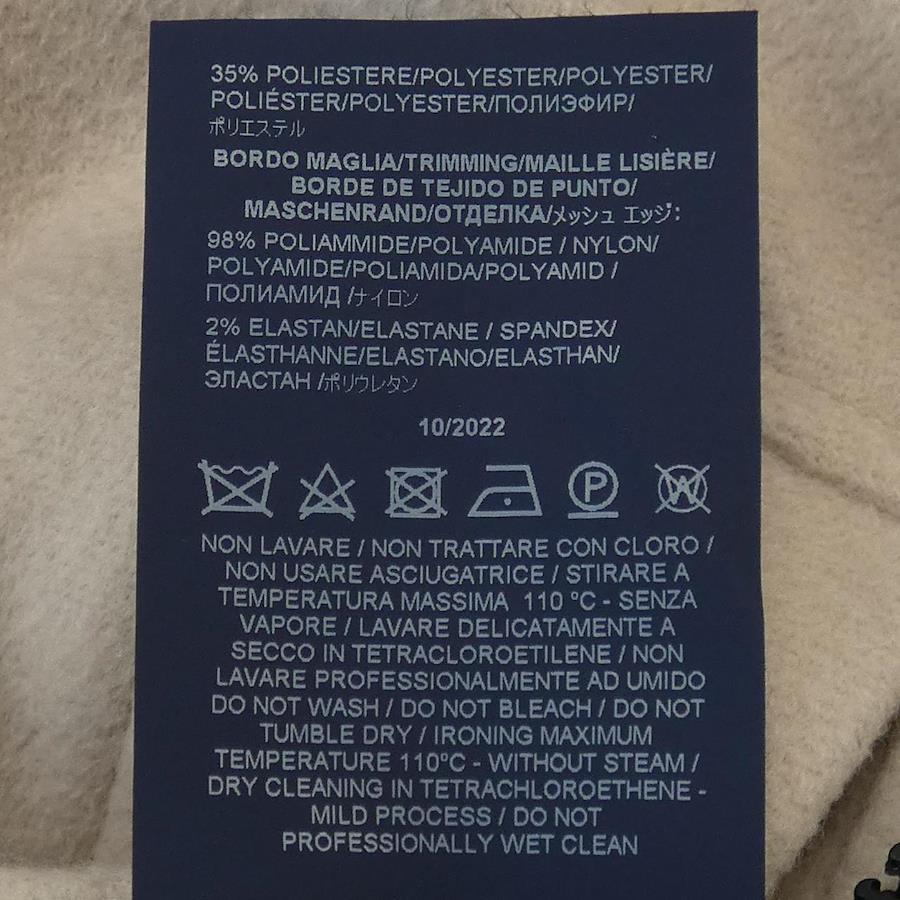 35% POLIESTERE/POLYESTER/POLYESTER/
POLIÉSTER/POLYESTER/ПОЛИЭФИР/
ポリエステル
BORDO MAGLIA/TRIMMING/MAILLE LISIÈRE/
BORDE DE TEJIDO DE PUNTO/
MASCHENRAND/ОТДЕЛКА/メッシュ エッジ:
98% POLIAMMIDE/POLYAMIDE / NYLON/
POLYAMIDE/POLIAMIDA/POLYAMID /
ПОЛИАМИД /ナイロン
2% ELASTAN/ELASTANE / SPANDEX/
ÉLASTHANNE/ELASTANO/ELASTHAN/
ЭЛАСТАН /ポリウレタン
10/2022
P W
NON LAVARE / NON TRATTARE CON CLORO /
NON USARE ASCIUGATRICE / STIRARE A
TEMPERATURA MASSIMA 110 °C - SENZA
VAPORE / LAVARE DELICATAMENTE A
SECCO IN TETRACLOROETILENE / NON
LAVARE PROFESSIONALMENTE AD UMIDO
DO NOT WASH / DO NOT BLEACH / DO NOT
TUMBLE DRY / IRONING MAXIMUM
TEMPERATURE 110°C - WITHOUT STEAM /
DRY CLEANING IN TETRACHLOROETHENE -
MILD PROCESS / DO NOT
PROFESSIONALLY WET CLEAN